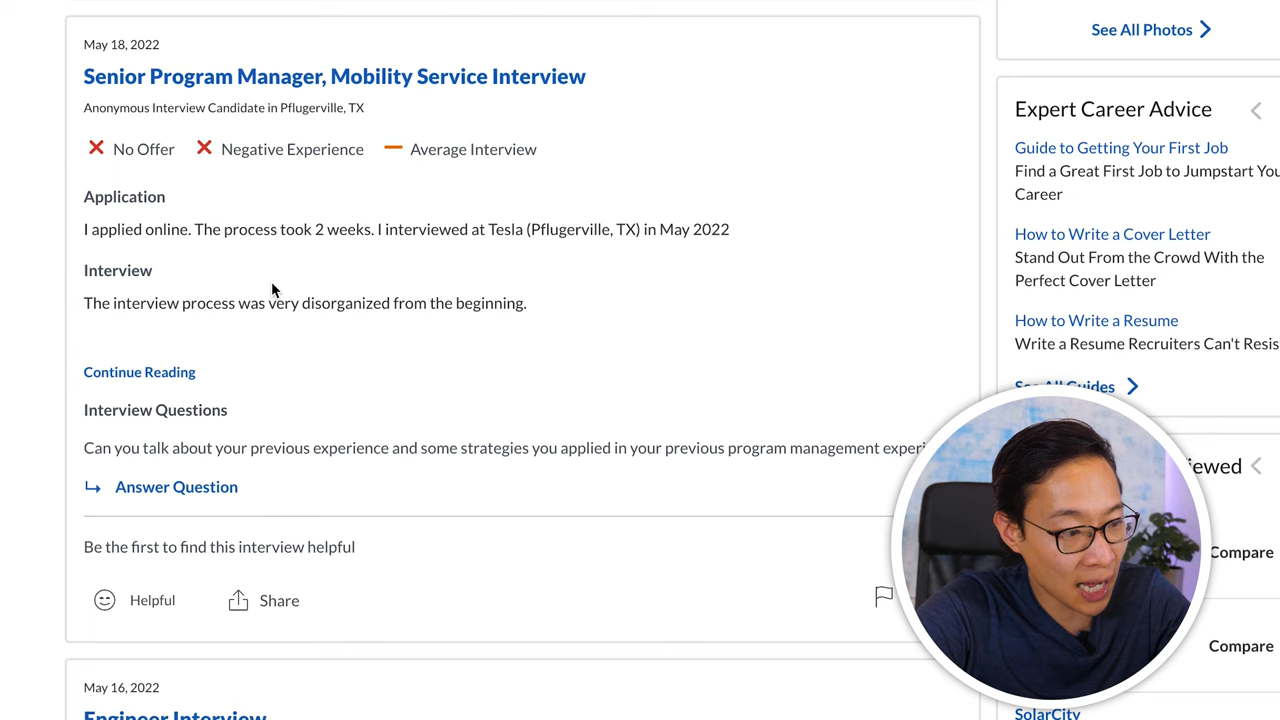 May 18, 2022
Senior Program Manager, Mobility Service Interview
Anonymous Interview Candidate in Pflugerville, TX
No Offer Negative Experience Average Interview
Application
I applied online. The process took 2 weeks. I interviewed at Tesla (Pflugerville, TX) in May 2022
Interview
The interview process was very disorganized from the beginning.
Continue Reading
Interview Questions
Can you talk about your previous experience and some strategies you applied in your previous program management experi
Answer Question
Be the first to find this interview helpful
Helpful Share
May 16, 2022
Engineer Interview
See All Photos
Expert Career Advice
Guide to Getting Your First Job
Find a Great First Job to Jumpstart You
Career
How to Write a Cover Letter
Stand Out From the Crowd With the
Perfect Cover Letter
How to Write a Resume
Write a Resume Recruiters Can't Resis
See All Guides
iewed
Compare
Compare
SolarCity